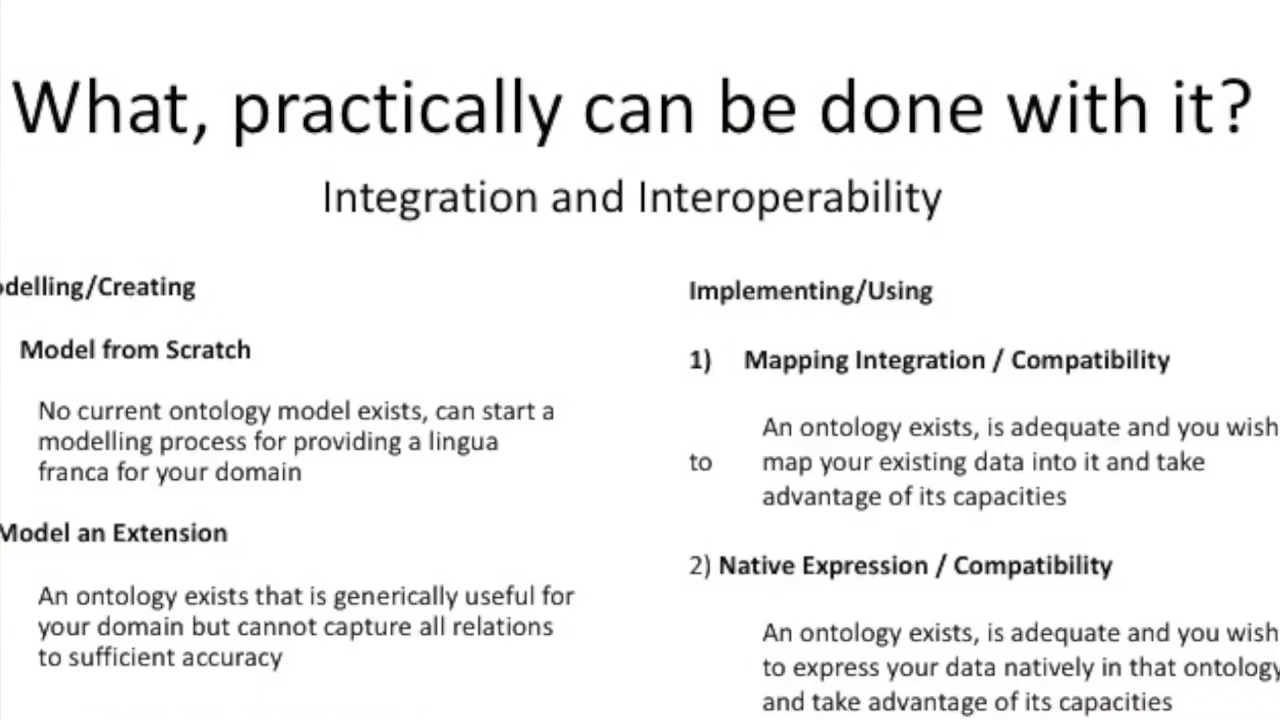 What, practically can be done with it?
Integration and Interoperability
odelling/Creating
Model from Scratch
No current ontology model exists, can start a
modelling process for providing a lingua
franca for your domain
Model an Extension
An ontology exists that is generically useful for
your domain but cannot capture all relations
to sufficient accuracy
Implementing/Using
1) Mapping Integration / Compatibility
An ontology exists, is adequate and you wish
to map your existing data into it and take
advantage of its capacities
2) Native Expression / Compatibility
An ontology exists, is adequate and you wish
to express your data natively in that ontology
and take advantage of its capacities